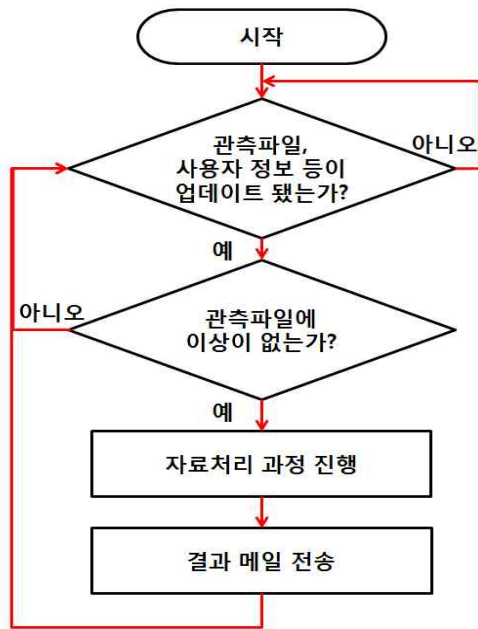 시작
관측파일,
사용자 정보 등이
업데이트 됐는가?
아니오
예
아니오
관측파일에
이상이 없는가?
예
자료처리 과정 진행
결과 메일 전송